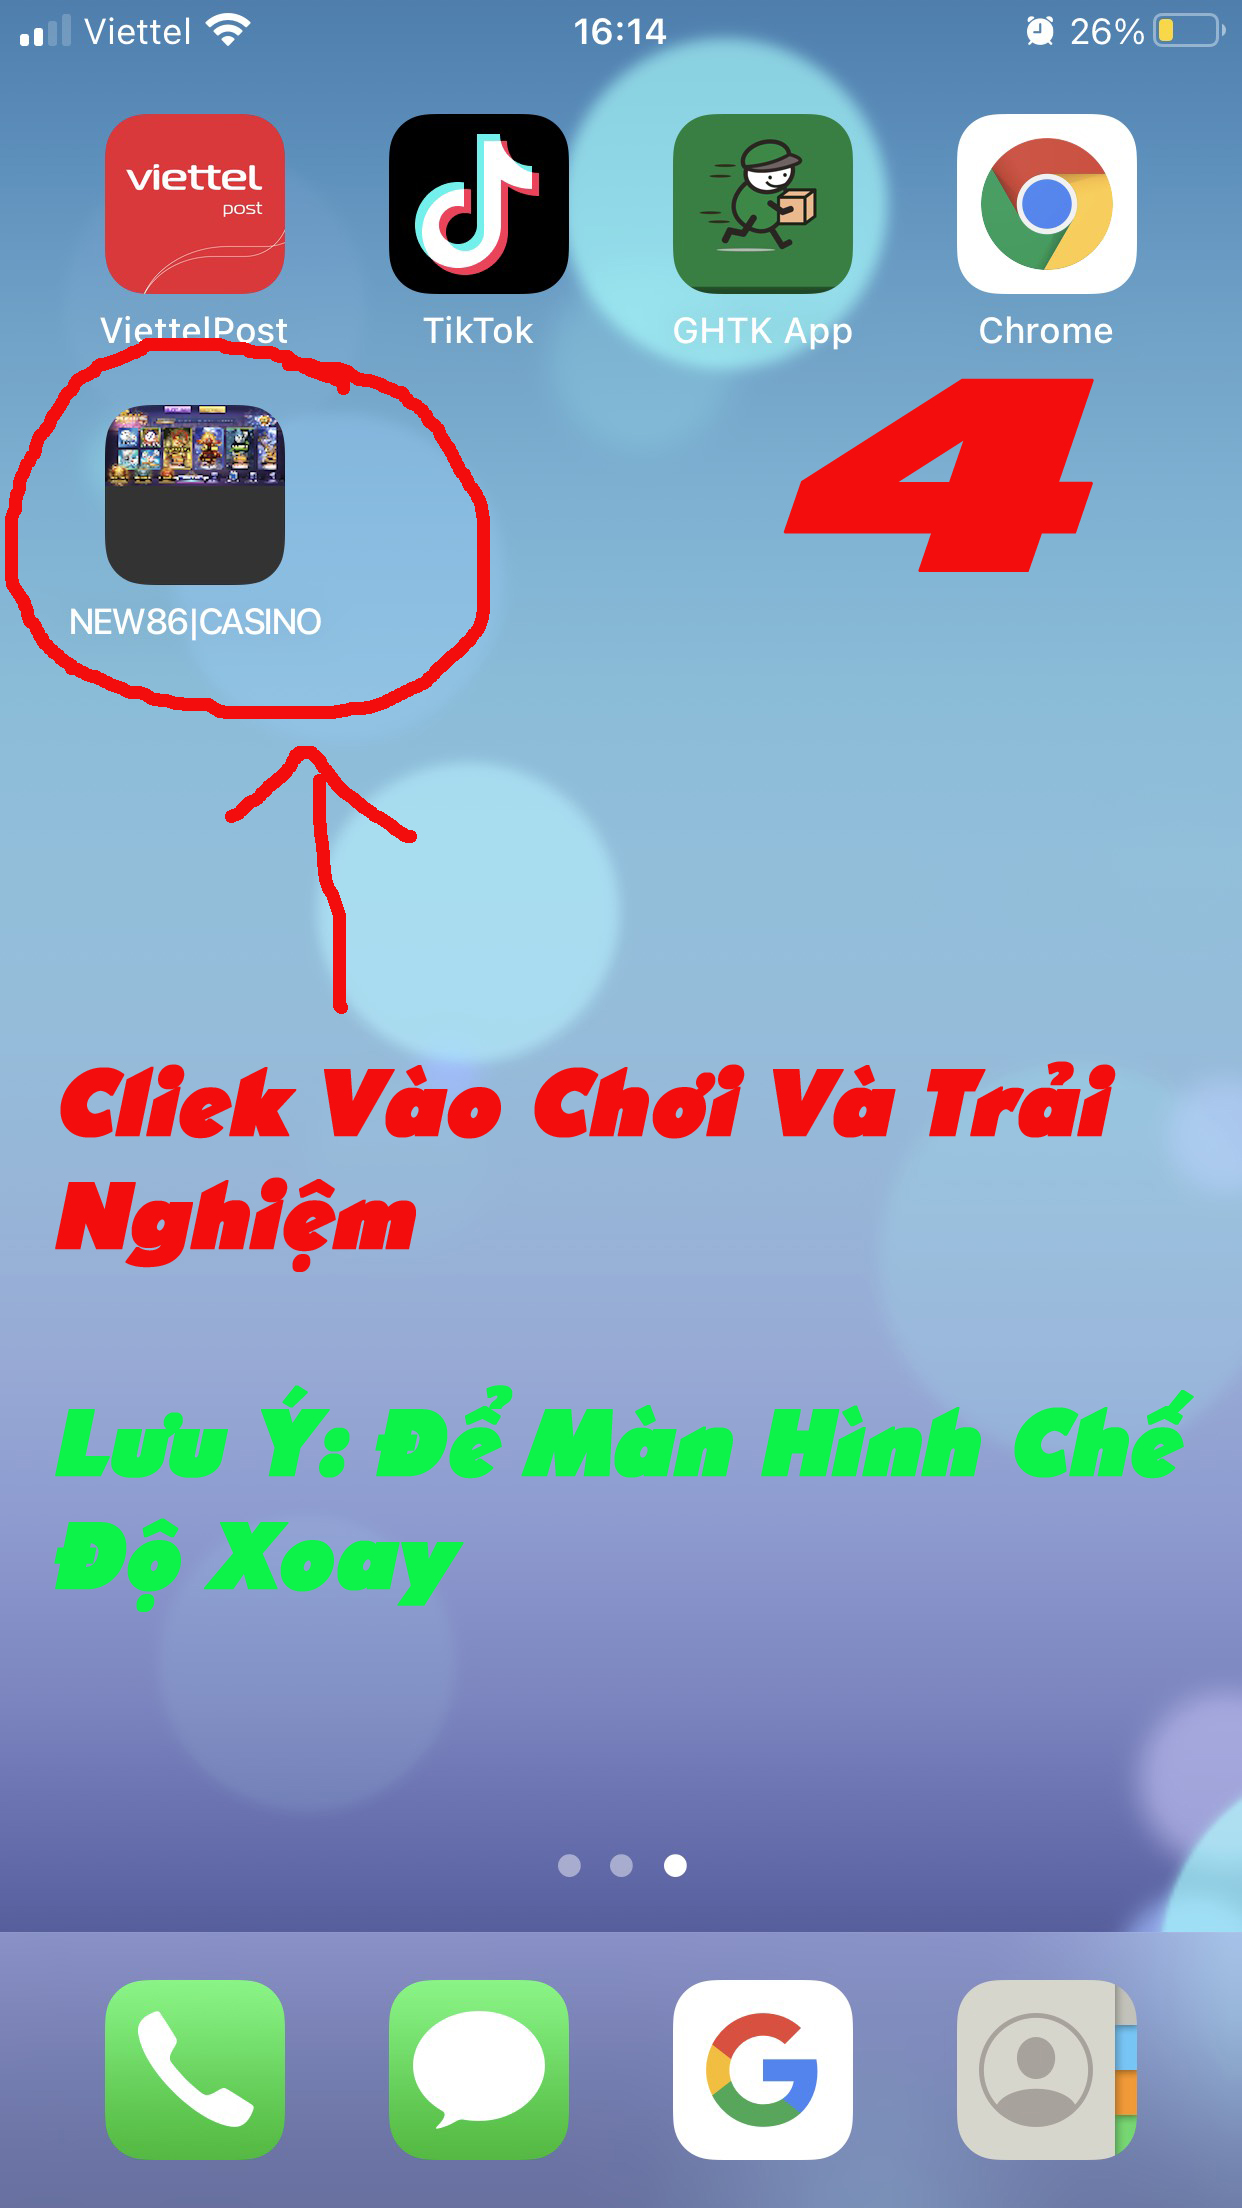 Viettel 16:14 26%
viettel
post
ViettelPost TikTok GHTK App Chrome
4
NEW86|CASINO
Cliek Vào Chơi Và Trải
Nghiệm
Lưu Ý: Để Màn Hình Chế
Độ Xoay